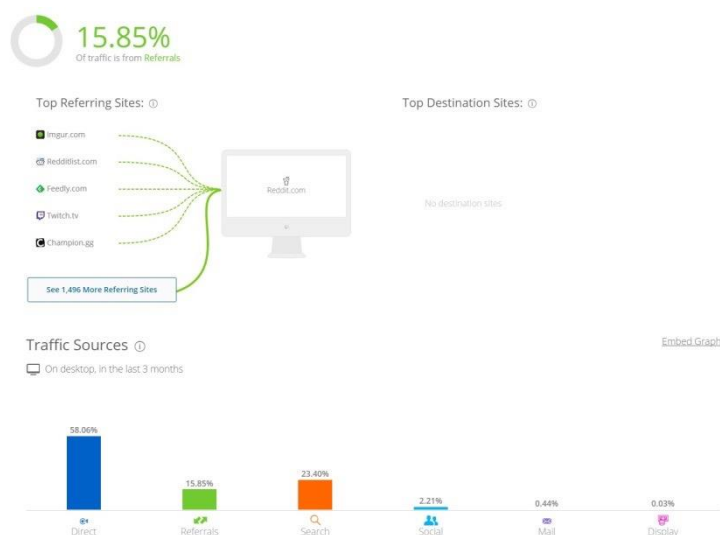 15.85%
Of traffic is from Referrals
Top Referring Sites:
Imgur.com
Redditlist.com
Feedly.com
Twitch.tv
Champion.gg
See 1,496 More Referring Sites
Reddit.com
Top Destination Sites:
No destination sites
Traffic Sources
Embed Graph
On desktop, in the last 3 months
58.06%
15.85%
23.40%
2.21%
0.44%
0.03%
Direct
Referrals
Search
Social
Mail
Display